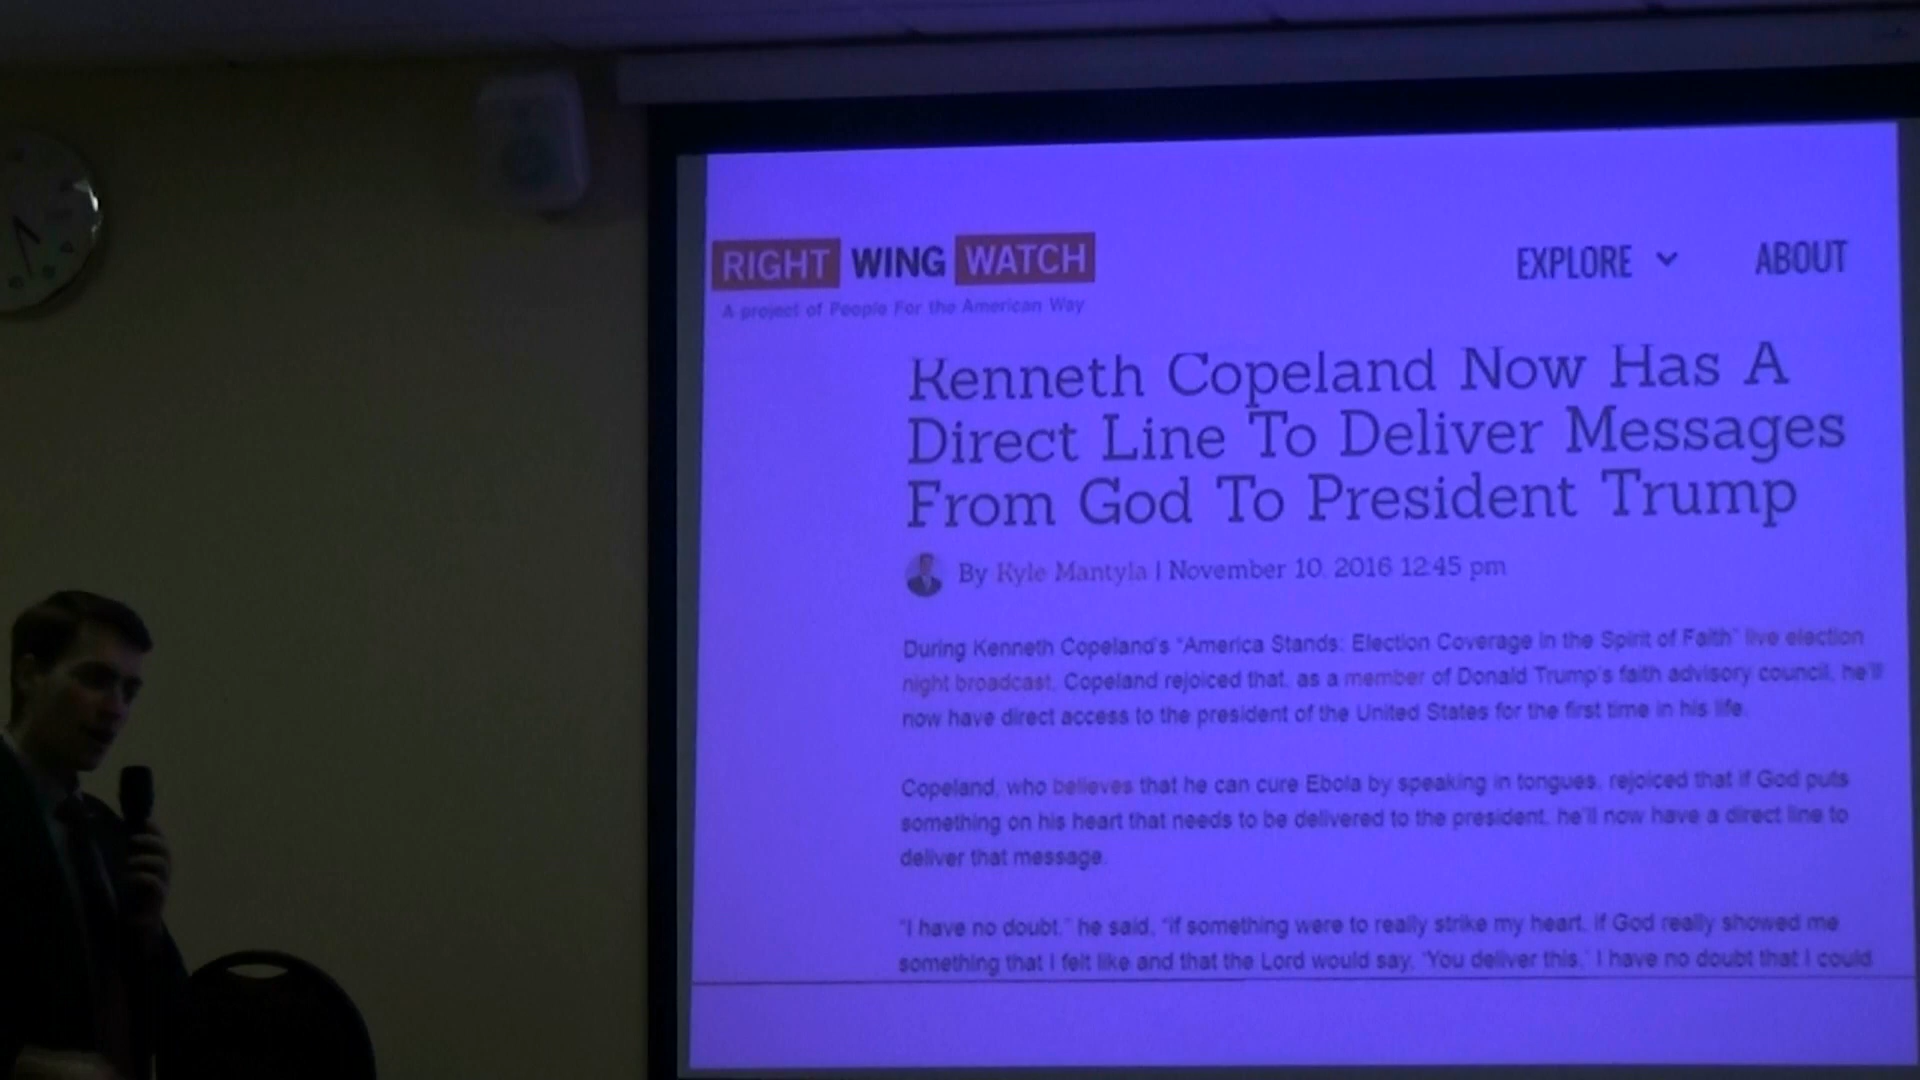 RIGHT WING WATCH
EXPLORE ABOUT
A project of People For the American Way
Kenneth Copeland Now Has A
Direct Line To Deliver Messages
From God To President Trump
By Kyle Mantyla | November 10, 2016 12:45 pm
During Kenneth Copeland's "America Stands: Election Coverage in the Spirit of Faith" live election
night broadcast, Copeland rejoiced that, as a member of Donald Trump's faith advisory council, he'll
now have direct access to the president of the United States for the first time in his life.
Copeland, who believes that he can cure Ebola by speaking in tongues, rejoiced that if God puts
something on his heart that needs to be delivered to the president, he'll now have a direct line to
deliver that message.
"I have no doubt," he said, "if something were to really strike my heart, if God really showed me
something that I felt like and that the Lord would say, 'You deliver this,' I have no doubt that I could